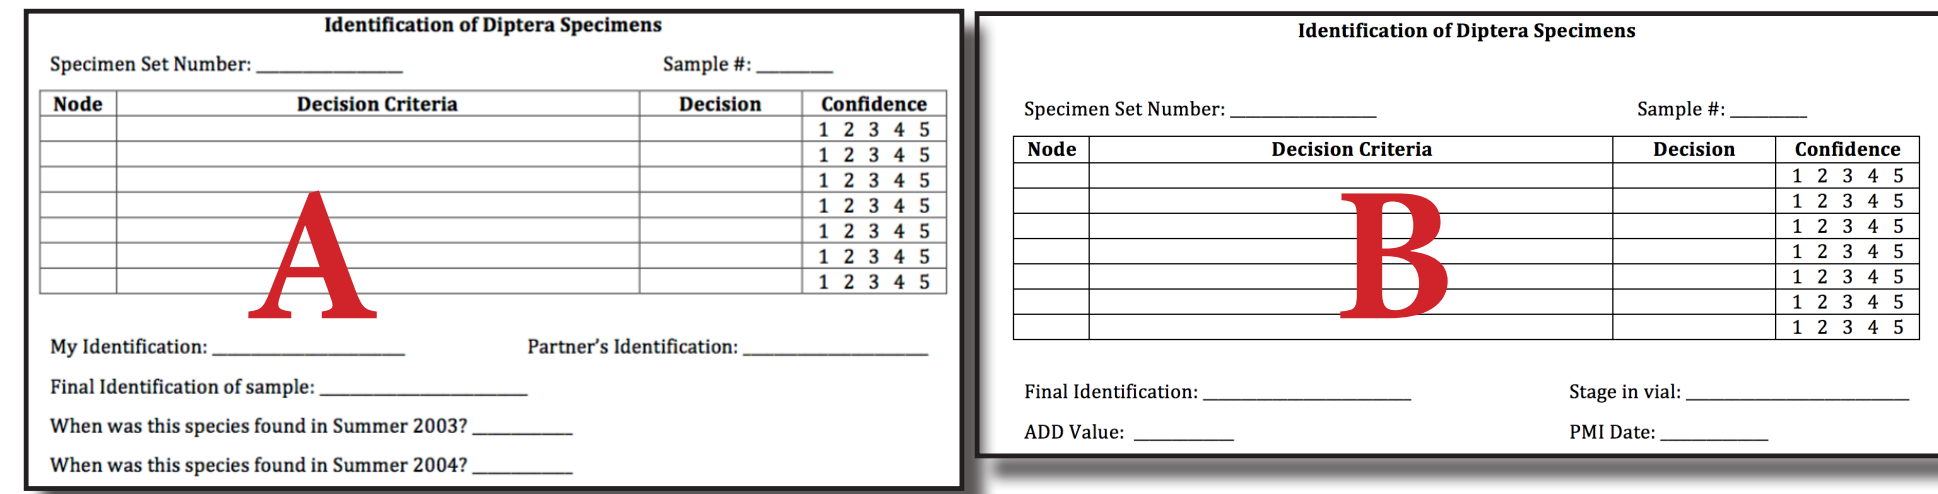 Identification of Diptera Specimens
Specimen Set Number: _______________ Sample #: ________
Node Decision Criteria Decision Confidence
1 2 3 4 5
1 2 3 4 5
1 2 3 4 5
1 2 3 4 5
1 2 3 4 5
1 2 3 4 5
1 2 3 4 5
A
My Identification: ____________________ Partner's Identification: ___________________
Final Identification of sample: _____________________
When was this species found in Summer 2003? __________
When was this species found in Summer 2004? __________
Identification of Diptera Specimens
Specimen Set Number: _______________ Sample #: ________
Node Decision Criteria Decision Confidence
1 2 3 4 5
1 2 3 4 5
1 2 3 4 5
1 2 3 4 5
1 2 3 4 5
1 2 3 4 5
1 2 3 4 5
B
Final Identification: _____________________ Stage in vial: _______________________
ADD Value: __________ PMI Date: ___________